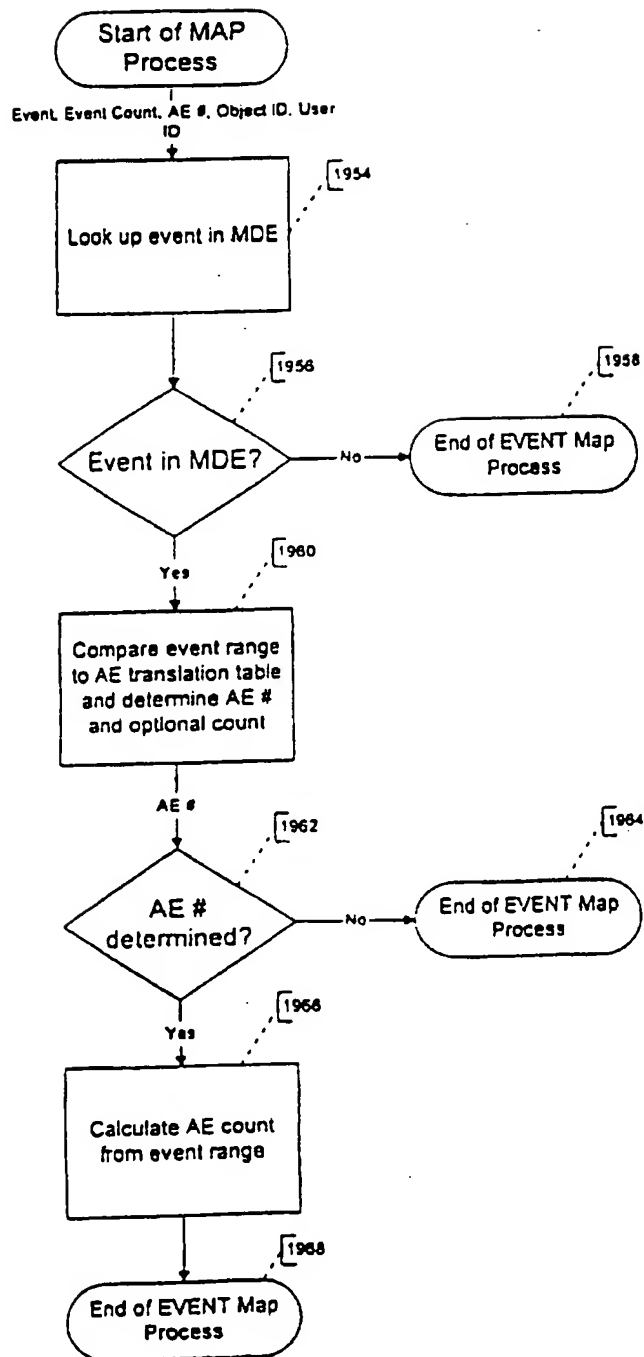 Start of MAP
Process
Event, Event Count, AE #, Object ID, User
ID
1954
Look up event in MDE
1956
1958
Event in MDE?
No
End of EVENT Map
Process
Yes
1960
Compare event range
to AE translation table
and determine AE #
and optional count
AE #
1962
1964
AE #
determined?
No
End of EVENT Map
Process
Yes
1966
Calculate AE count
from event range
1968
End of EVENT Map
Process